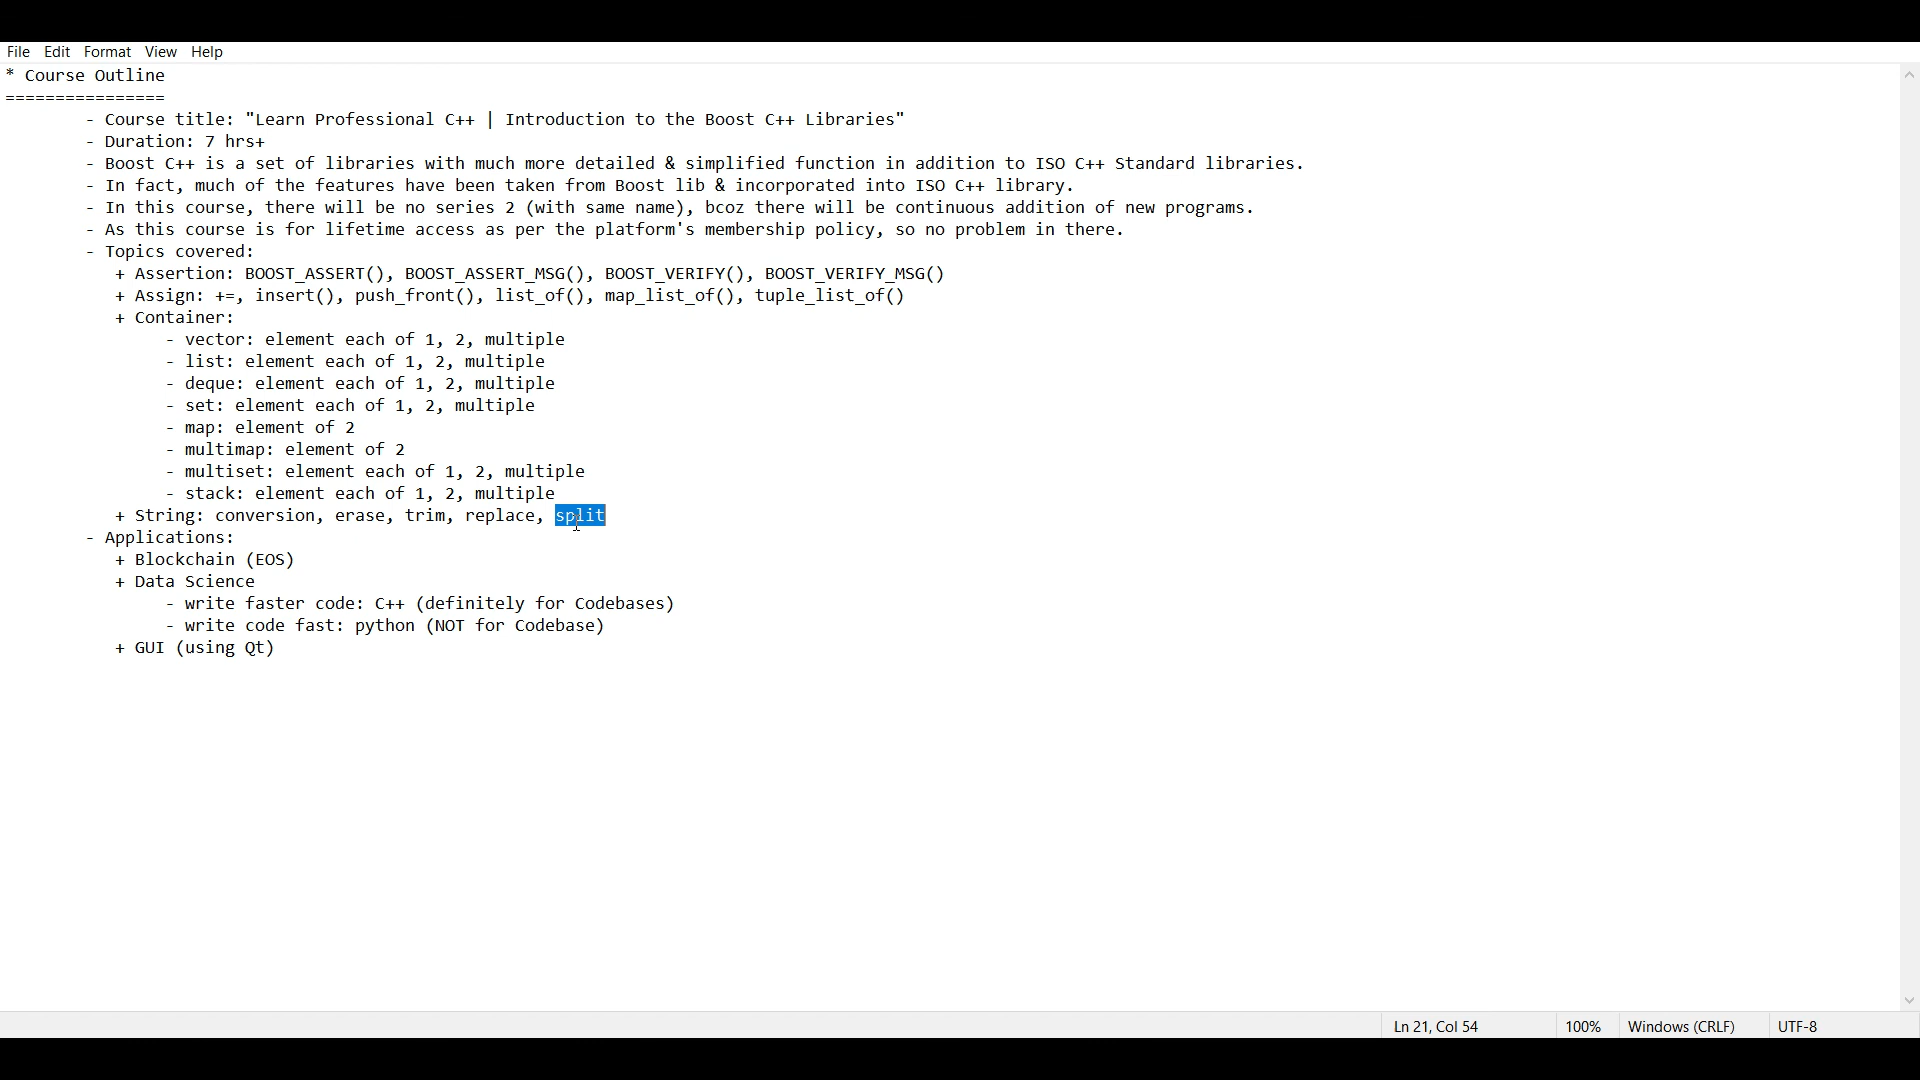 File Edit Format View Help
* Course Outline
================
- Course title: "Learn Professional C++ | Introduction to the Boost C++ Libraries"
- Duration: 7 hrs+
- Boost C++ is a set of libraries with much more detailed & simplified function in addition to ISO C++ Standard libraries.
- In fact, much of the features have been taken from Boost lib & incorporated into ISO C++ library.
- In this course, there will be no series 2 (with same name), bcoz there will be continuous addition of new programs.
- As this course is for lifetime access as per the platform's membership policy, so no problem in there.
- Topics covered:
+ Assertion: BOOST_ASSERT(), BOOST_ASSERT_MSG(), BOOST_VERIFY(), BOOST_VERIFY_MSG()
+ Assign: +=, insert(), push_front(), list_of(), map_list_of(), tuple_list_of()
+ Container:
- vector: element each of 1, 2, multiple
- list: element each of 1, 2, multiple
- deque: element each of 1, 2, multiple
- set: element each of 1, 2, multiple
- map: element of 2
- multimap: element of 2
- multiset: element each of 1, 2, multiple
- stack: element each of 1, 2, multiple
+ String: conversion, erase, trim, replace, split
- Applications:
+ Blockchain (EOS)
+ Data Science
- write faster code: C++ (definitely for Codebases)
- write code fast: python (NOT for Codebase)
+ GUI (using Qt)
Ln 21, Col 54 100% Windows (CRLF) UTF-8